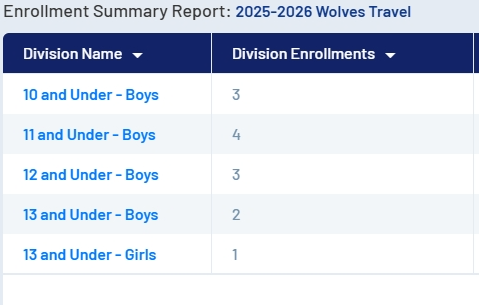 Enrollment Summary Report: 2025-2026 Wolves Travel
Division Name Division Enrollments
10 and Under - Boys 3
11 and Under - Boys 4
12 and Under - Boys 3
13 and Under - Boys 2
13 and Under - Girls 1